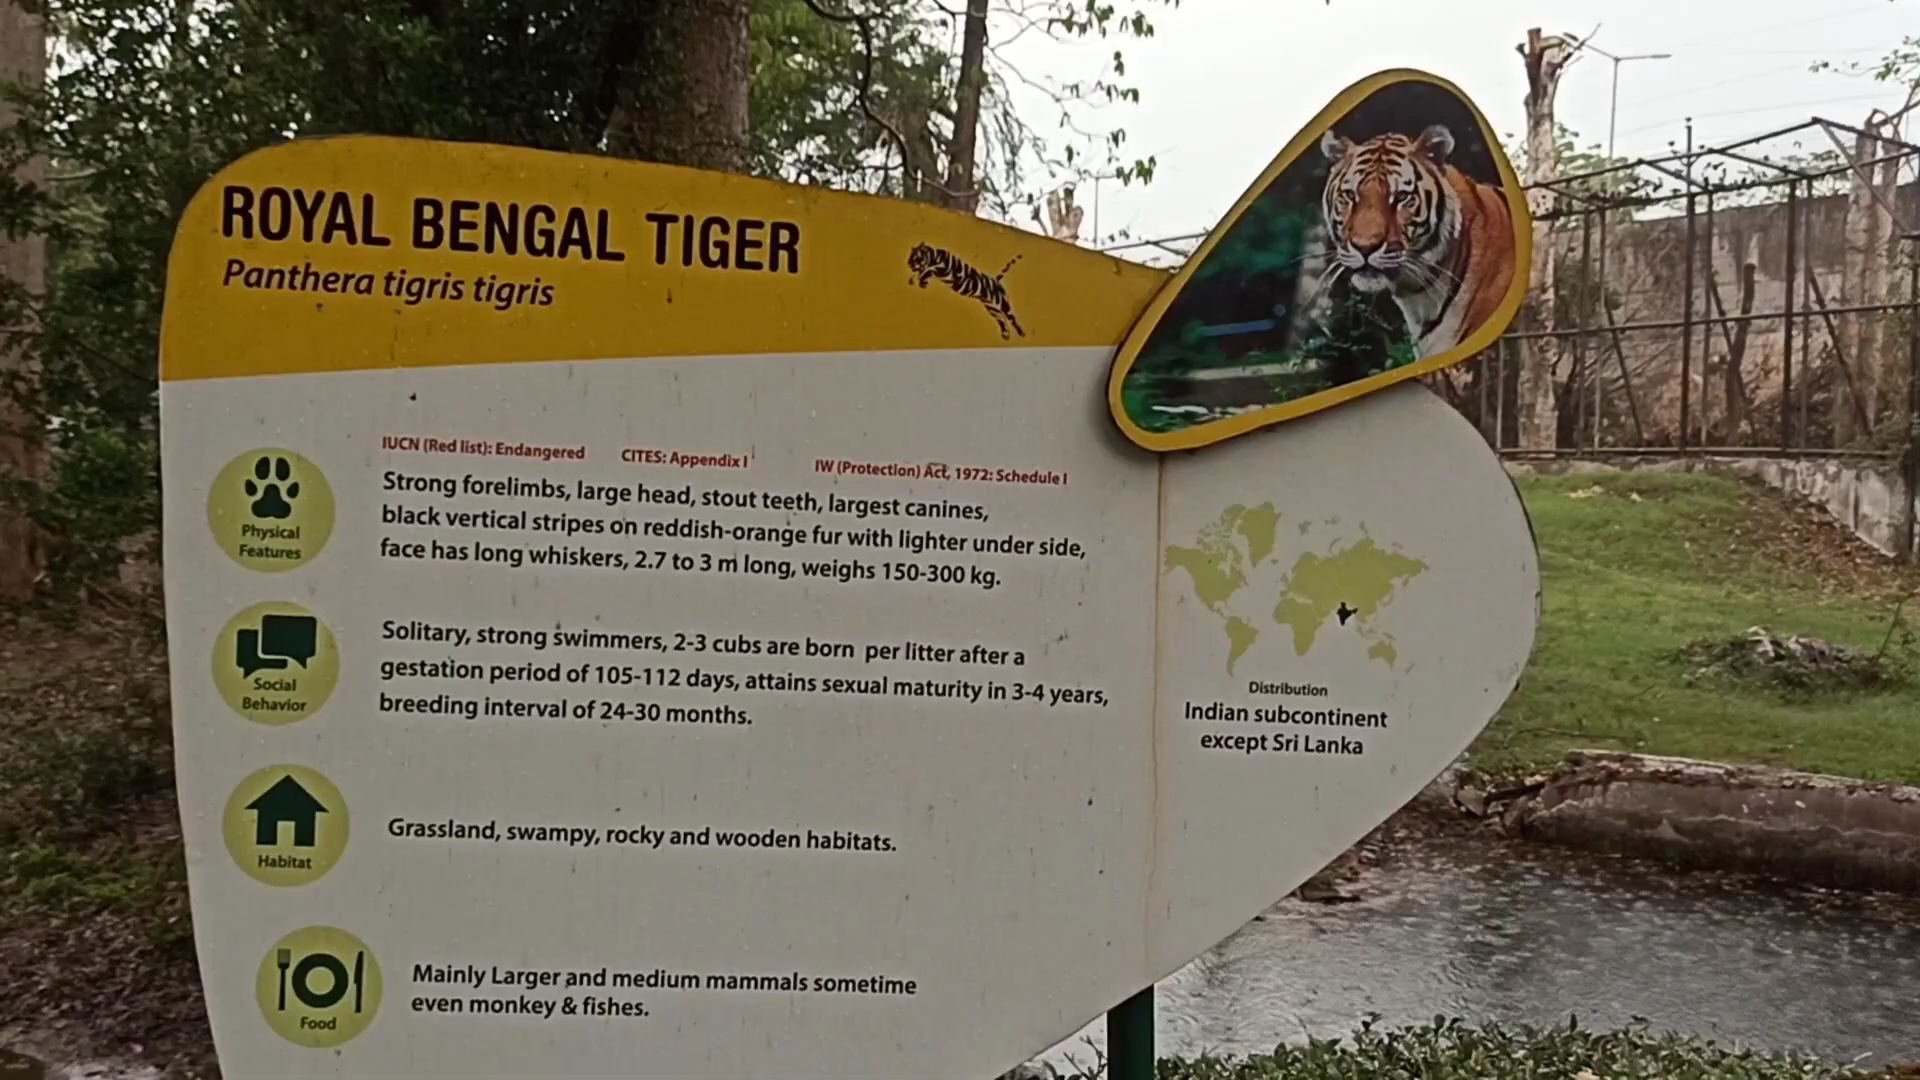 ROYAL BENGAL TIGER
Panthera tigris tigris
IUCN (Red list): Endangered CITES: Appendix I IW (Protection) Act, 1972: Schedule I
Physical
Features
Strong forelimbs, large head, stout teeth, largest canines,
black vertical stripes on reddish-orange fur with lighter under side,
face has long whiskers, 2.7 to 3 m long, weighs 150-300 kg.
Social
Behavior
Solitary, strong swimmers, 2-3 cubs are born per litter after a
gestation period of 105-112 days, attains sexual maturity in 3-4 years,
breeding interval of 24-30 months.
Habitat
Grassland, swampy, rocky and wooden habitats.
Food
Mainly Larger and medium mammals sometime
even monkey & fishes.
Distribution
Indian subcontinent
except Sri Lanka